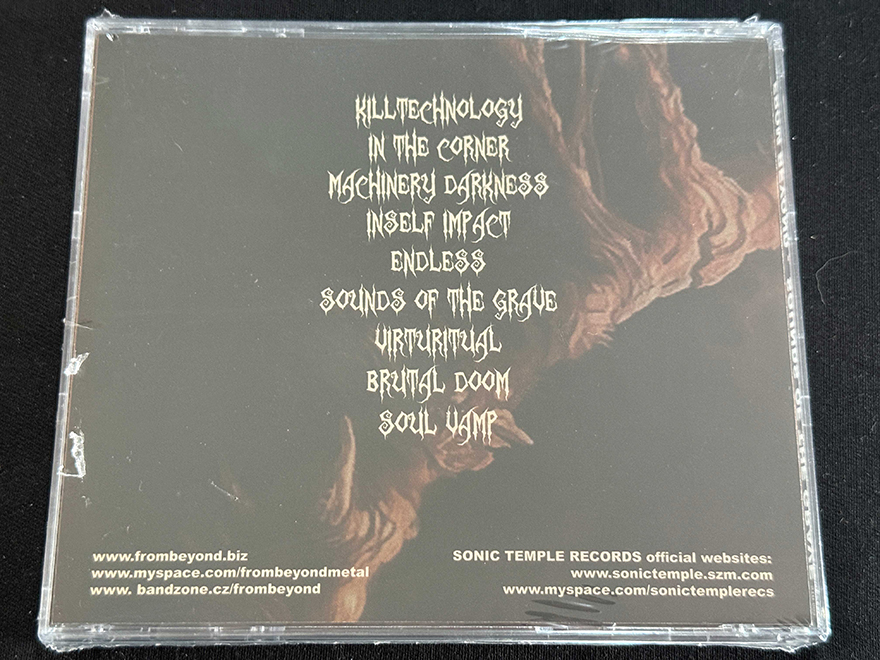 KILLTECHNOLOGY
IN THE CORNER
MACHINERY DARKNESS
INSELF IMPACT
ENDLESS
SOUNDS OF THE GRAVE
VIRTURITUAL
BRUTAL DOOM
SOUL VAMP
www.frombeyond.biz
www.myspace.com/frombeyondmetal
www. bandzone.cz/frombeyond
SONIC TEMPLE RECORDS official websites:
www.sonictemple.szm.com
www.myspace.com/sonictemplerecs